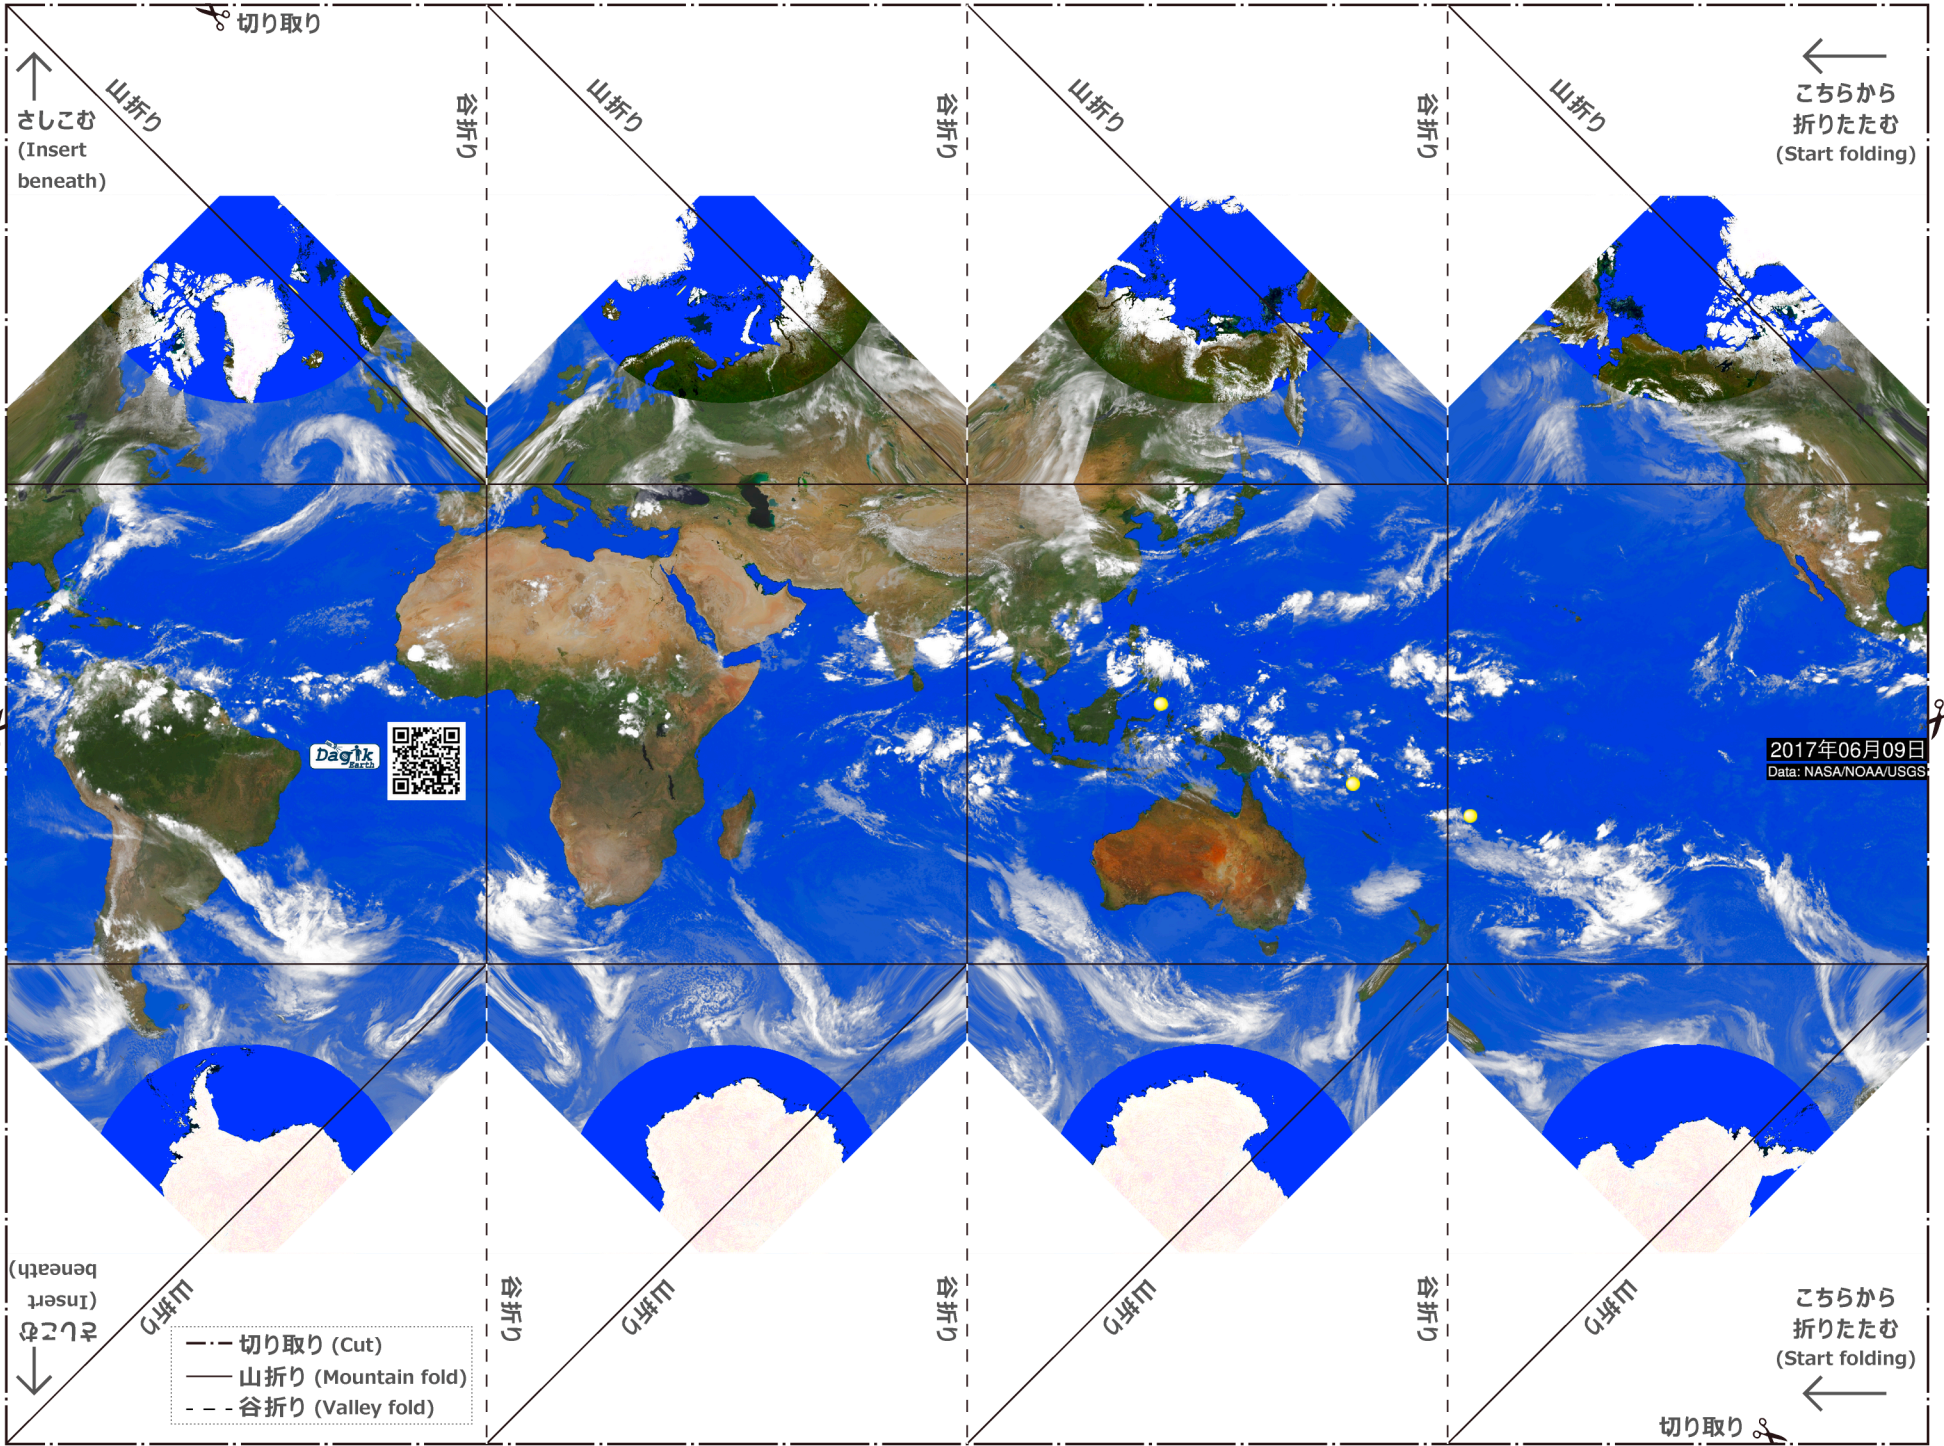 切り取り
山折り
谷折り
山折り
谷折り
山折り
谷折り
山折り
さしこむ
(Insert
beneath)
こちらから
折りたたむ
(Start folding)
Dagik
Earth
2017年06月09日
Data: NASA/NOAA/USGS
さしこむ
(Insert
beneath)
山折り
谷折り
山折り
谷折り
山折り
谷折り
山折り
切り取り (Cut)
山折り (Mountain fold)
谷折り (Valley fold)
こちらから
折りたたむ
(Start folding)
切り取り